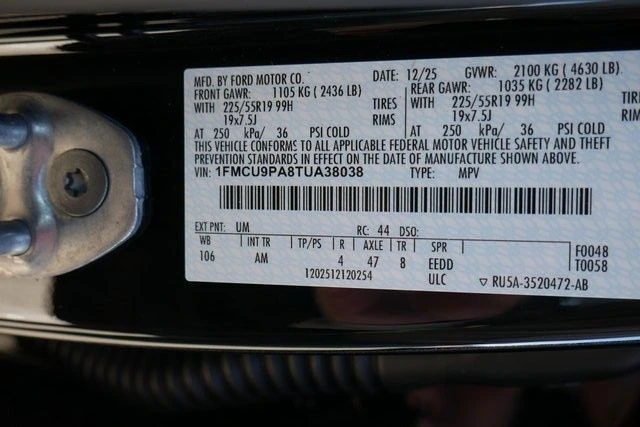 MFD. BY FORD MOTOR CO. DATE: 12/25 GVWR: 2100 KG ( 4630 LB)
FRONT GAWR: 1105 KG ( 2436 LB) REAR GAWR: 1035 KG ( 2282 LB)
WITH 225/55R19 99H TIRES WITH 225/55R19 99H TIRES
19x7.5J RIMS 19x7.5J RIMS
AT 250 kPa/ 36 PSI COLD AT 250 kPa/ 36 PSI COLD
THIS VEHICLE CONFORMS TO ALL APPLICABLE FEDERAL MOTOR VEHICLE SAFETY AND THEFT
PREVENTION STANDARDS IN EFFECT ON THE DATE OF MANUFACTURE SHOWN ABOVE.
VIN: 1FMCU9PA8TUA38038 TYPE: MPV
EXT PNT: UM RC: 44 DSO:
WB INT TR TP/PS R AXLE TR SPR F0048
106 AM 4 47 8 EEDD T0058
1202512120254 ULC ▽ RU5A-3520472-AB